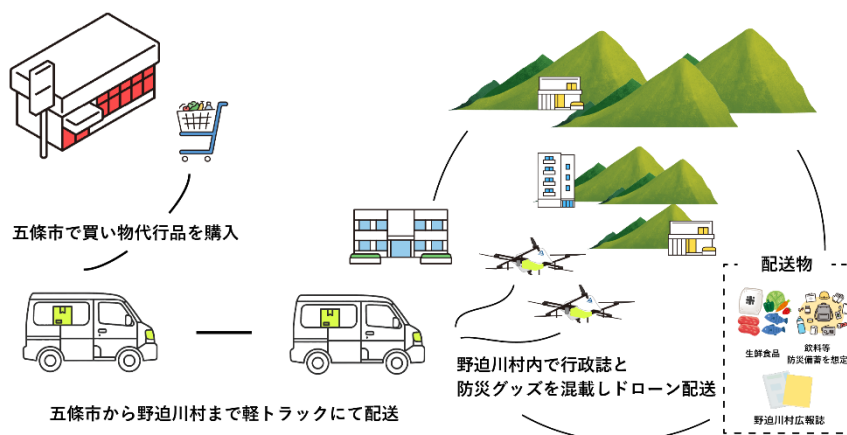 五條市で買い物代行品を購入
五條市から野迫川村まで軽トラックにて配送
野迫川村内で行政誌と
防災グッズを混載しドローン配送
配送物
生鮮食品
飲料等
防災備蓄を想定
野迫川村広報誌